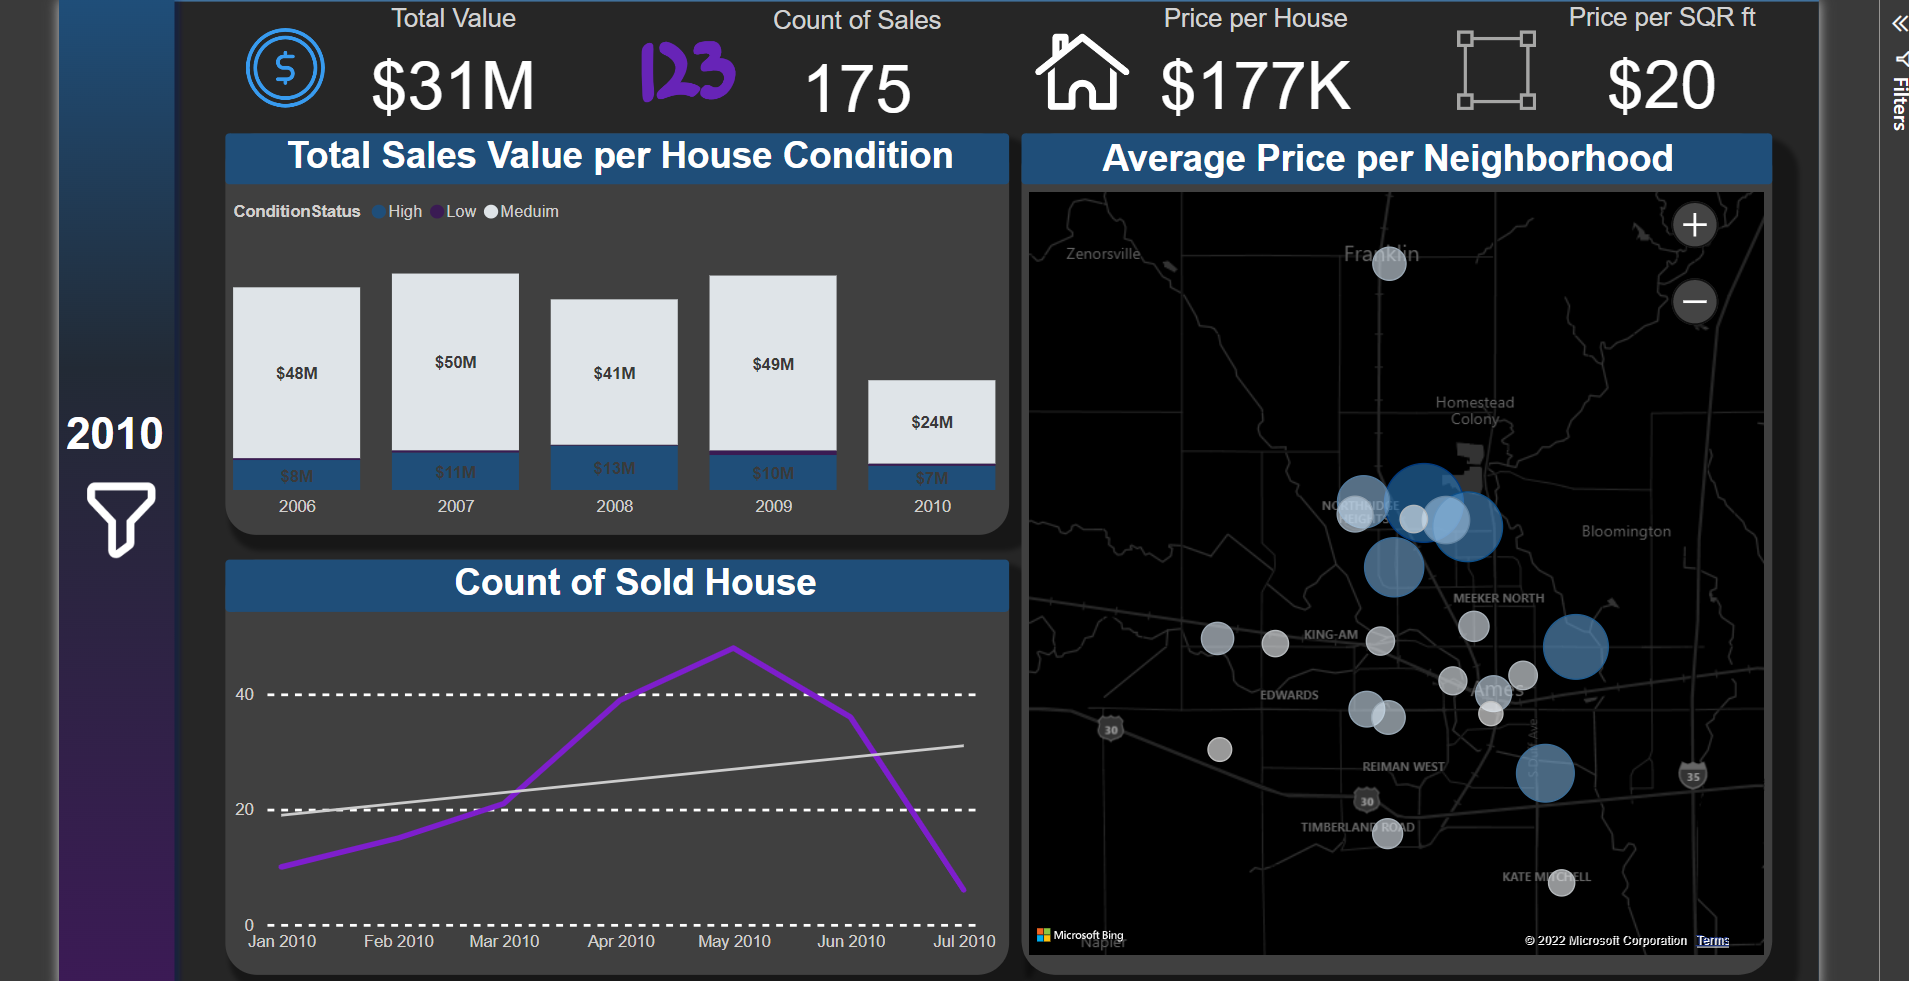 Total Value
$31M
123
Count of Sales
175
Price per House
$177K
Price per SQR ft
$20
Filters
2010
Total Sales Value per House Condition
ConditionStatus High Low Meduim
$48M
$50M
$41M
$49M
$24M
$8M
$11M
$13M
$10M
$7M
2006 2007 2008 2009 2010
Count of Sold House
40
20
0
Jan 2010 Feb 2010 Mar 2010 Apr 2010 May 2010 Jun 2010 Jul 2010
Average Price per Neighborhood
Zenorsville
Franklin
Homestead
Colony
NORTHRIDGE
HEIGHTS
Bloomington
MEEKER NORTH
KING-AM
EDWARDS
Ames
30
REIMAN WEST
35
30
TIMBERLAND ROAD
KATE MITCHELL
Microsoft Bing
Napier
© 2022 Microsoft Corporation Terms